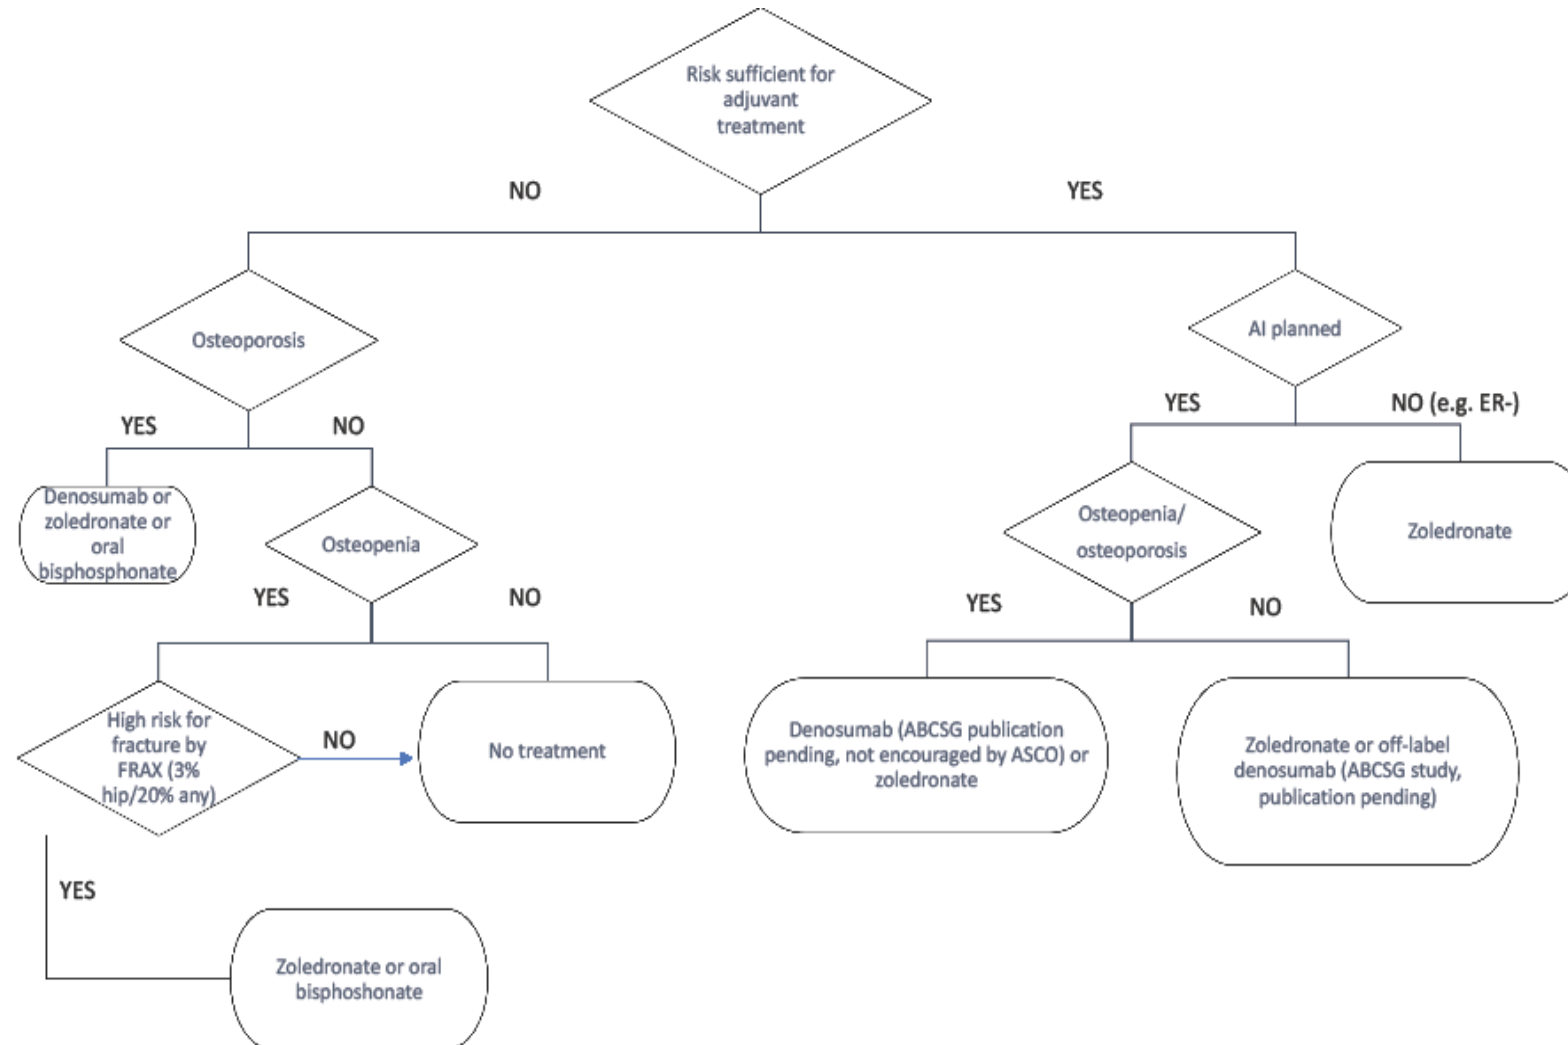 Risk sufficient for
adjuvant
treatment
NO
YES
Osteoporosis
AI planned
YES
NO
YES
NO (e.g. ER-)
Denosumab or
zoledronate or
oral
bisphosphonate
Osteopenia
Osteopenia/
osteoporosis
Zoledronate
YES
NO
YES
NO
High risk for
fracture by
FRAX (3%
hip/20% any)
NO
No treatment
Denosumab (ABCSG publication
pending, not encouraged by ASCO) or
zoledronate
Zoledronate or off-label
denosumab (ABCSG study,
publication pending)
YES
Zoledronate or oral
bisphoshonate